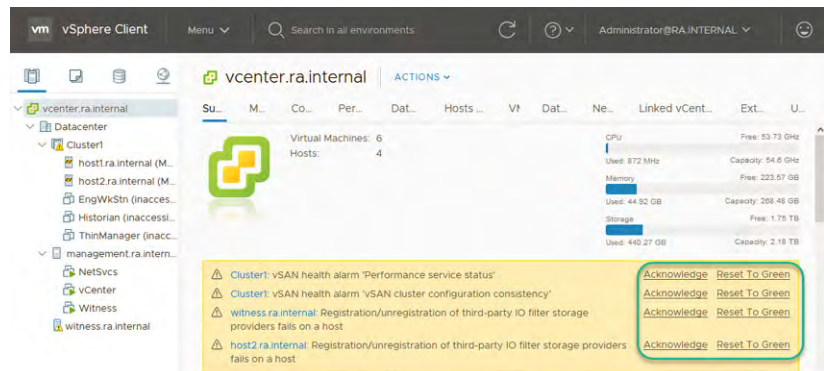 vm vSphere Client Menu Search in all environments Administrator@RA.INTERNAL
vcenter.ra.internal ACTIONS
vcenter.ra.internal
Datacenter
Cluster1
host1.ra.internal (M...
host2.ra.internal (M...
EngWkStn (inacces...
Historian (inaccessi...
ThinManager (inacc...
management.ra.intern...
NetSvcs
vCenter
Witness
witness.ra.internal
Su... M... Co... Per... Dat... Hosts ... VM Dat... Ne... Linked vCent... Ext... U...
Virtual Machines: 6
Hosts: 4
CPU Free: 53.73 GHz
Used: 872 MHz Capacity: 54.6 GHz
Memory Free: 223.57 GB
Used: 44.92 GB Capacity: 268.48 GB
Storage Free: 1.75 TB
Used: 440.27 GB Capacity: 2.18 TB
Cluster1: vSAN health alarm 'Performance service status' Acknowledge Reset To Green
Cluster1: vSAN health alarm 'vSAN cluster configuration consistency' Acknowledge Reset To Green
witness.ra.internal: Registration/unregistration of third-party IO filter storage Acknowledge Reset To Green
providers fails on a host
host2.ra.internal: Registration/unregistration of third-party IO filter storage providers Acknowledge Reset To Green
fails on a host